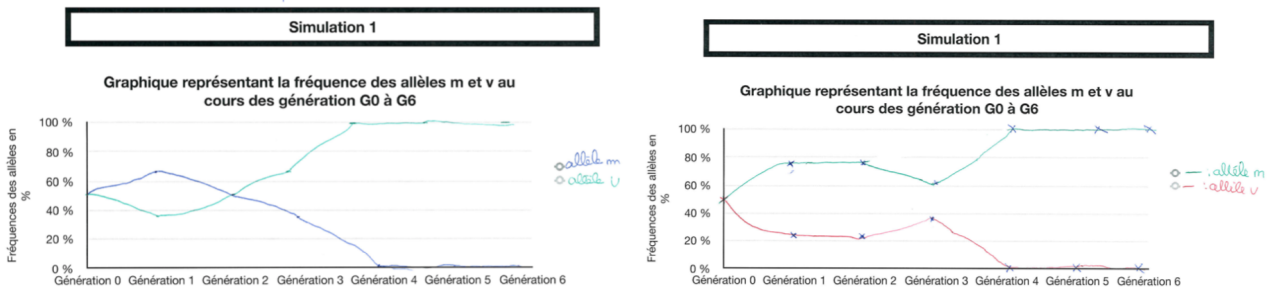 Simulation 1
Graphique représentant la fréquence des allèles m et v au
cours des génération G0 à G6
Fréquences des allèles en
%
100 %
80 %
60 %
40 %
20 %
0 %
Génération 0 Génération 1 Génération 2 Génération 3 Génération 4 Génération 5 Génération 6
allèle m
allèle v
Simulation 1
Graphique représentant la fréquence des allèles m et v au
cours des génération G0 à G6
Fréquences des allèles en
%
100 %
80 %
60 %
40 %
20 %
0 %
Génération 0 Génération 1 Génération 2 Génération 3 Génération 4 Génération 5 Génération 6
: allèle m
: allèle v